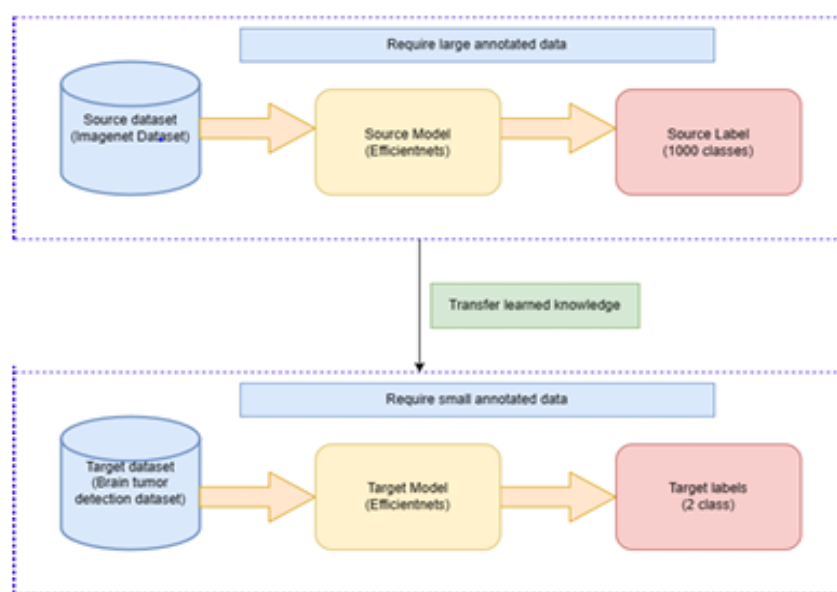 Require large annotated data
Source dataset
(Imagenet Dataset)
Source Model
(Efficientnets)
Source Label
(1000 classes)
Transfer learned knowledge
Require small annotated data
Target dataset
(Brain tumor
detection dataset)
Target Model
(Efficientnets)
Target labels
(2 class)